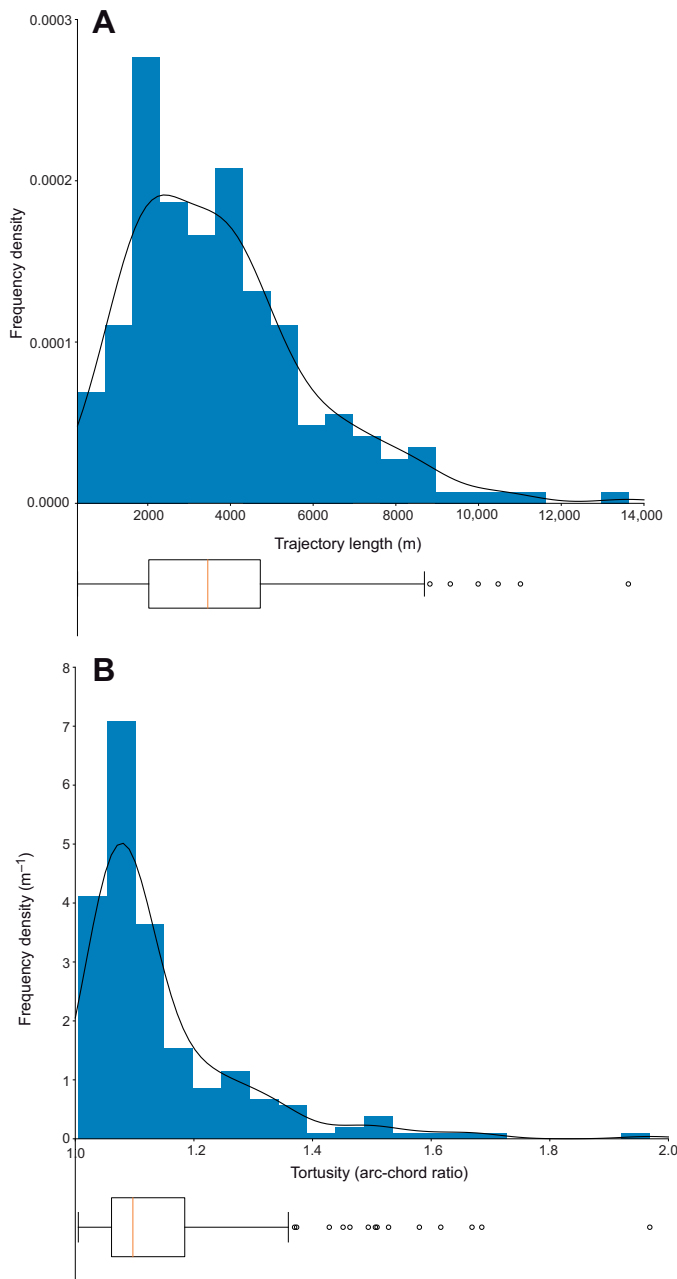 A
0.0003
0.0002
0.0001
0.0000
Frequency density
2000 4000 6000 8000 10,000 12,000 14,000
Trajectory length (m)
B
8
7
6
5
4
3
2
1
0
Frequency density (m⁻¹)
1.0 1.2 1.4 1.6 1.8 2.0
Tortusity (arc-chord ratio)